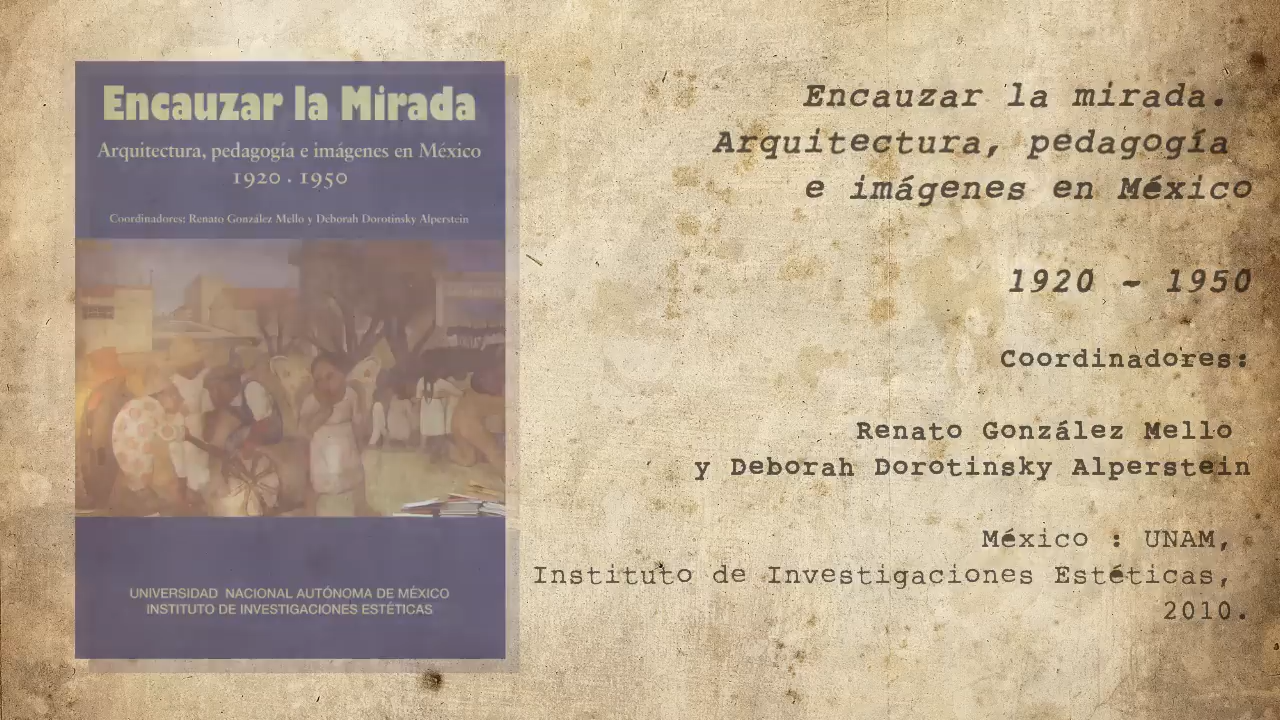 Encauzar la Mirada
Arquitectura, pedagogía e imágenes en México
1920 . 1950
Coordinadores: Renato González Mello y Deborah Dorotinsky Alperstein
UNIVERSIDAD NACIONAL AUTÓNOMA DE MÉXICO
INSTITUTO DE INVESTIGACIONES ESTÉTICAS
Encauzar la mirada.
Arquitectura, pedagogía
e imágenes en México
1920 - 1950
Coordinadores:
Renato González Mello
y Deborah Dorotinsky Alperstein
México : UNAM,
Instituto de Investigaciones Estéticas,
2010.